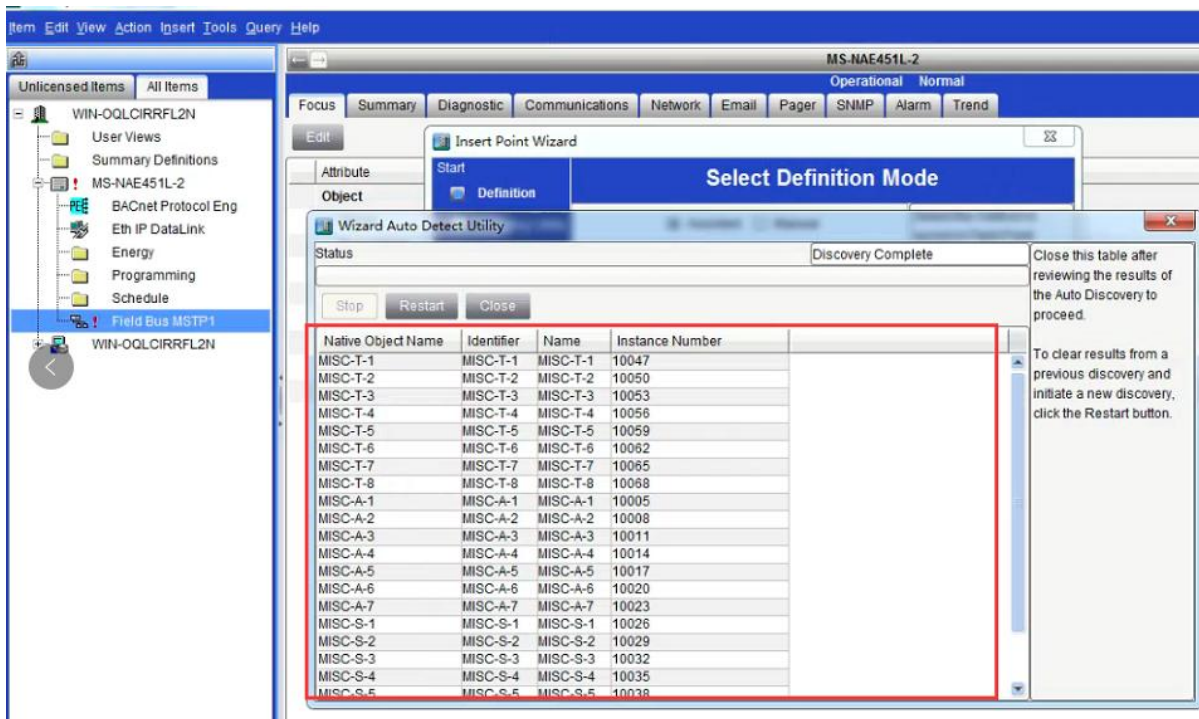 Item Edit View Action Insert Tools Query Help
MS-NAE451L-2
Operational Normal
Unlicensed Items All Items
WIN-OQLCIRRFL2N
User Views
Summary Definitions
MS-NAE451L-2
BACnet Protocol Eng
Eth IP DataLink
Energy
Programming
Schedule
Field Bus MSTP1
WIN-OQLCIRRFL2N
Focus Summary Diagnostic Communications Network Email Pager SNMP Alarm Trend
Edit
Attribute
Object
Insert Point Wizard
Start
Definition
Select Definition Mode
Wizard Auto Detect Utility
Status Discovery Complete
Stop Restart Close
Native Object Name Identifier Name Instance Number
MISC-T-1 MISC-T-1 MISC-T-1 10047
MISC-T-2 MISC-T-2 MISC-T-2 10050
MISC-T-3 MISC-T-3 MISC-T-3 10053
MISC-T-4 MISC-T-4 MISC-T-4 10056
MISC-T-5 MISC-T-5 MISC-T-5 10059
MISC-T-6 MISC-T-6 MISC-T-6 10062
MISC-T-7 MISC-T-7 MISC-T-7 10065
MISC-T-8 MISC-T-8 MISC-T-8 10068
MISC-A-1 MISC-A-1 MISC-A-1 10005
MISC-A-2 MISC-A-2 MISC-A-2 10008
MISC-A-3 MISC-A-3 MISC-A-3 10011
MISC-A-4 MISC-A-4 MISC-A-4 10014
MISC-A-5 MISC-A-5 MISC-A-5 10017
MISC-A-6 MISC-A-6 MISC-A-6 10020
MISC-A-7 MISC-A-7 MISC-A-7 10023
MISC-S-1 MISC-S-1 MISC-S-1 10026
MISC-S-2 MISC-S-2 MISC-S-2 10029
MISC-S-3 MISC-S-3 MISC-S-3 10032
MISC-S-4 MISC-S-4 MISC-S-4 10035
MISC-S-5 MISC-S-5 MISC-S-5 10038
Close this table after
reviewing the results of
the Auto Discovery to
proceed.
To clear results from a
previous discovery and
initiate a new discovery,
click the Restart button.